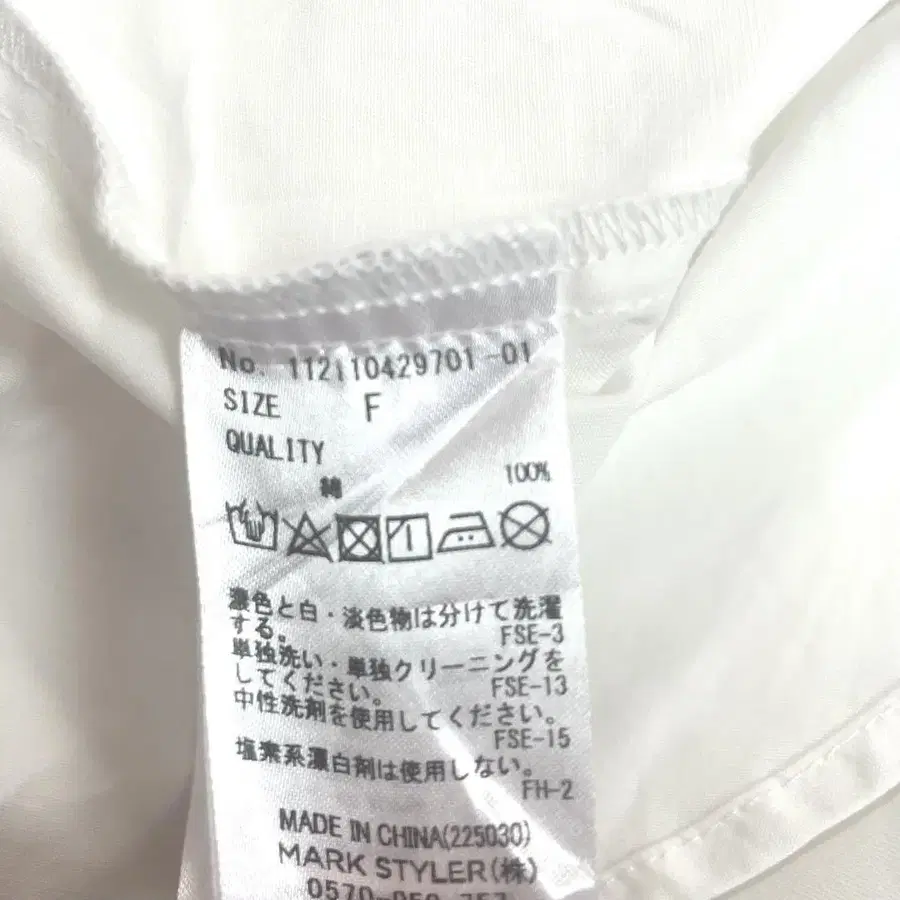 No. 112110429701-01
SIZE F
QUALITY
綿 100%
濃色と白・淡色物は分けて洗濯
する。 FSE-3
単独洗い・単独クリーニングを
してください。 FSE-13
中性洗剤を使用してください。
FSE-15
塩素系漂白剤は使用しない。
FH-2
MADE IN CHINA(225030)
MARK STYLER(株)